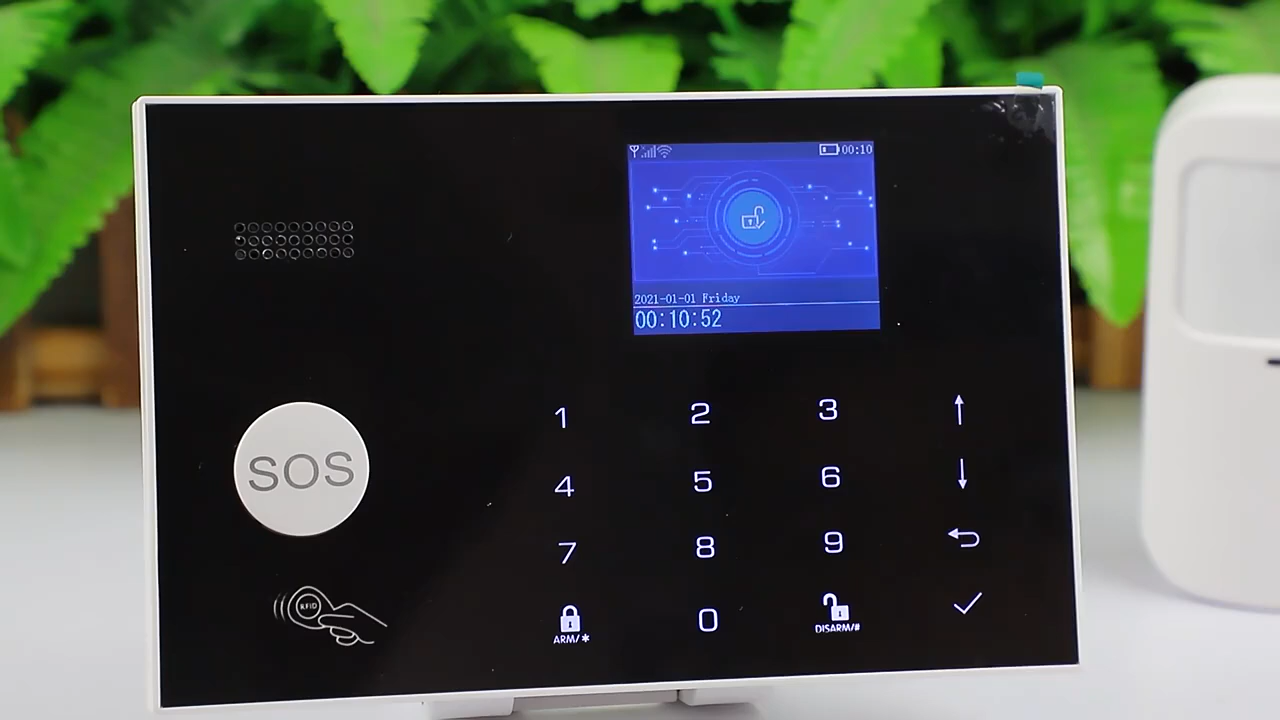 00:10
2021-01-01 Friday
00:10:52
1 2 3
SOS
4 5 6
7 8 9
RFID
ARM/* 0 DISARM/#